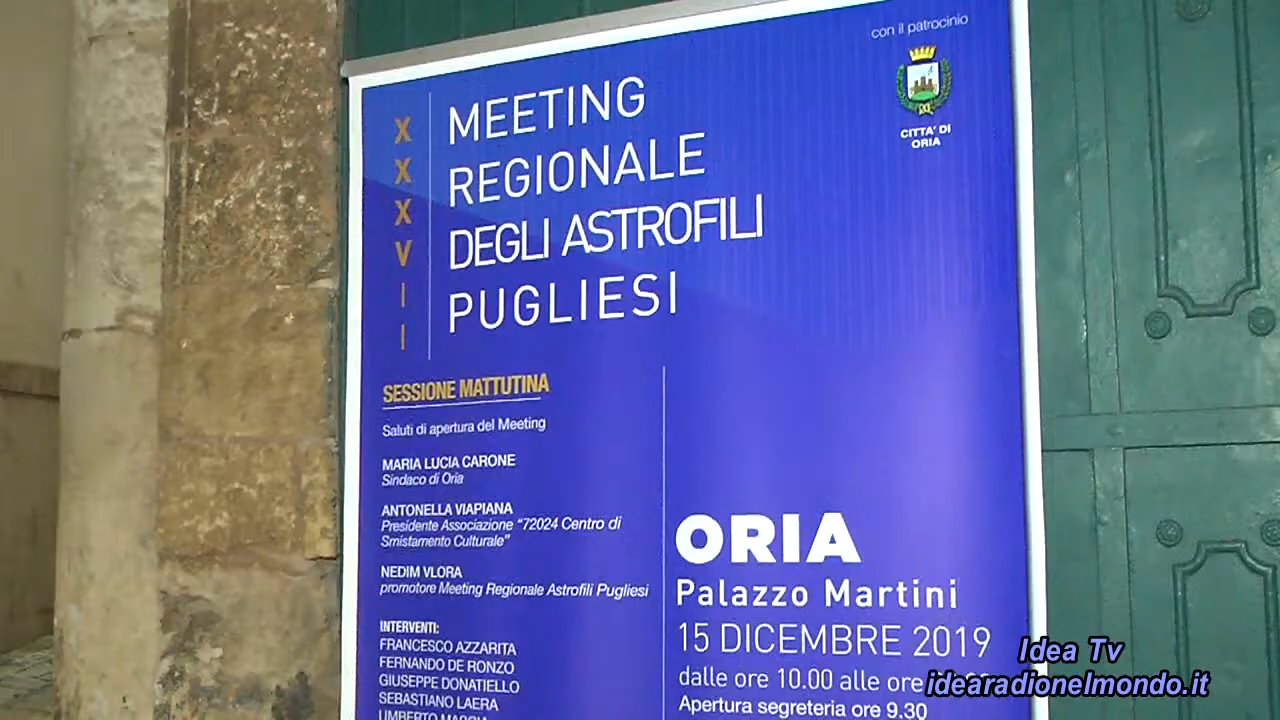 con il patrocinio
CITTA' DI
ORIA
XXXVII
MEETING
REGIONALE
DEGLI ASTROFILI
PUGLIESI
SESSIONE MATTUTINA
Saluti di apertura del Meeting
MARIA LUCIA CARONE
Sindaco di Oria
ANTONELLA VIAPIANA
Presidente Associazione "72024 Centro di
Smistamento Culturale"
NEDIM VLORA
promotore Meeting Regionale Astrofili Pugliesi
INTERVENTI:
FRANCESCO AZZARITA
FERNANDO DE RONZO
GIUSEPPE DONATIELLO
SEBASTIANO LAERA
UMBERTO
ORIA
Palazzo Martini
15 DICEMBRE 2019
dalle ore 10.00 alle ore
Apertura segreteria ore 9.30
Idea Tv
idearadionelmondo.it